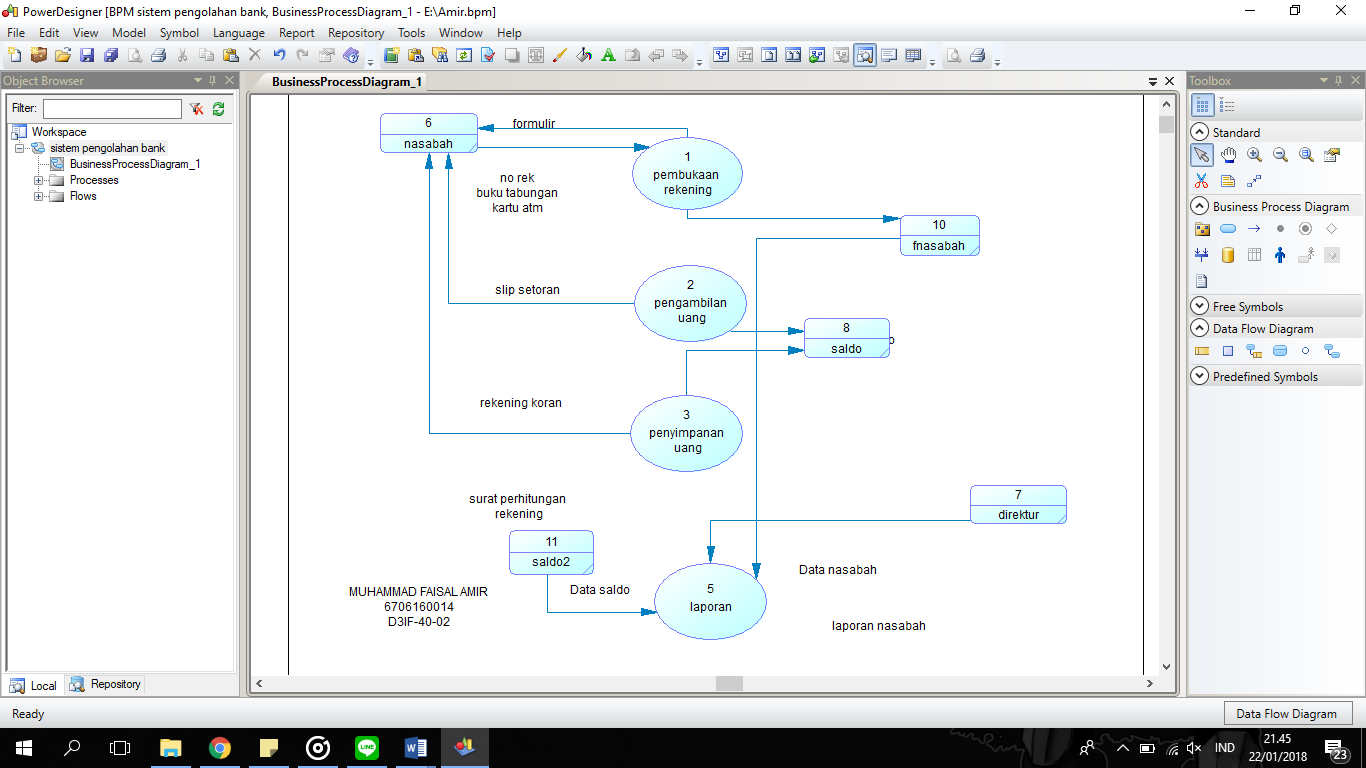 PowerDesigner [BPM sistem pengolahan bank, BusinessProcessDiagram_1 - E:\Amir.bpm]
File Edit View Model Symbol Language Report Repository Tools Window Help
Object Browser
Filter:
Workspace
sistem pengolahan bank
BusinessProcessDiagram_1
Processes
Flows
Local Repository
BusinessProcessDiagram_1
6
nasabah
formulir
1
pembukaan
rekening
no rek
buku tabungan
kartu atm
10
fnasabah
2
pengambilan
uang
slip setoran
8
saldo
o
rekening koran
3
penyimpanan
uang
surat perhitungan
rekening
7
direktur
11
saldo2
Data saldo
5
laporan
Data nasabah
laporan nasabah
MUHAMMAD FAISAL AMIR
6706160014
D3IF-40-02
Toolbox
Standard
Business Process Diagram
Free Symbols
Data Flow Diagram
Predefined Symbols
Ready
Data Flow Diagram
IND
21.45
22/01/2018
23